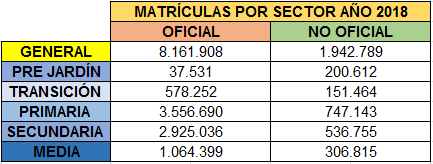 MATRÍCULAS POR SECTOR AÑO 2018
OFICIAL NO OFICIAL
GENERAL 8.161.908 1.942.789
PRE JARDÍN 37.531 200.612
TRANSICIÓN 578.252 151.464
PRIMARIA 3.556.690 747.143
SECUNDARIA 2.925.036 536.755
MEDIA 1.064.399 306.815